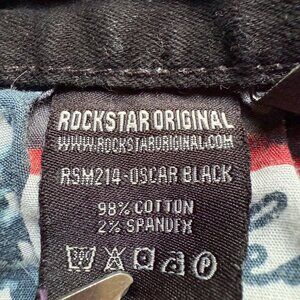 ROCKSTAR ORIGINAL
WWW.ROCKSTARORIGINAL.COM
RSM214-OSCAR BLACK
98% COTTON
2% SPANDEX
P